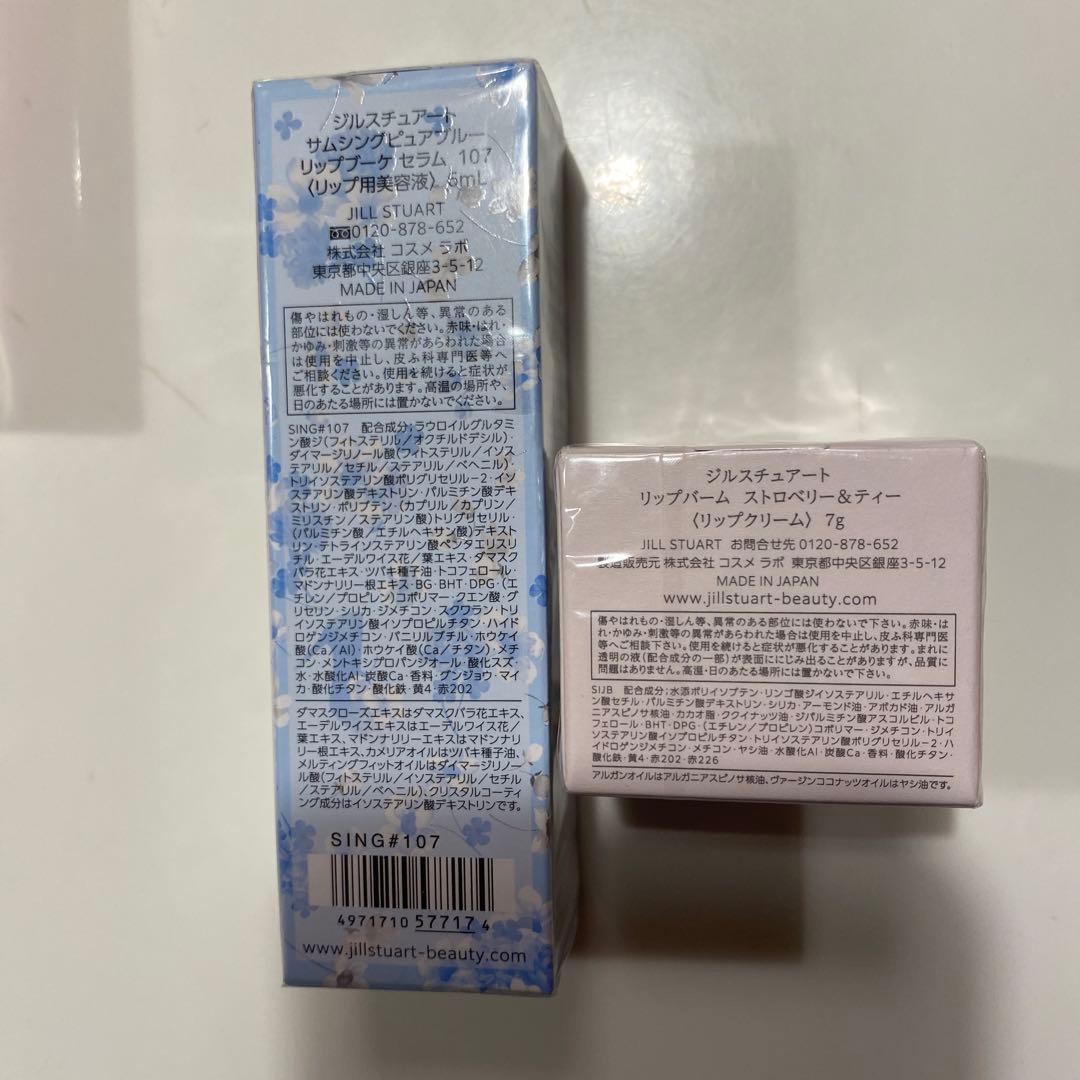 ジルスチュアート
サムシングピュアブルー
リップブーケ セラム 107
〈リップ用美容液〉 6mL
JILL STUART
0120-878-652
株式会社 コスメ ラボ
東京都中央区銀座3-5-12
MADE IN JAPAN
傷やはれもの・湿しん等、異常のある
部位には使わないでください。赤味・はれ・
かゆみ・刺激等の異常があらわれた場合
は使用を中止し、皮ふ科専門医等へ
ご相談ください。使用を続けると症状が
悪化することがあります。高温の場所や、
日のあたる場所には置かないでください。
SING#107 配合成分;ラウロイルグルタミ
ン酸ジ(フィトステリル/オクチルドデシル)・
ダイマージリノール酸(フィトステリル/イソス
テアリル/セチル/ステアリル/ベヘニル)・
トリイソステアリン酸ポリグリセリル-2・イソ
ステアリン酸デキストリン・パルミチン酸デキ
ストリン・ポリブテン・(カプリル/カプリン/
ミリスチン/ステアリン酸)トリグリセリル・
(パルミチン酸/エチルヘキサン酸)デキスト
リン・テトライソステアリン酸ペンタエリスリ
チル・エーデルワイス花/葉エキス・ダマスク
バラ花エキス・ツバキ種子油・トコフェロール・
マドンナリリー根エキス・BG・BHT・DPG・(エ
チレン/プロピレン)コポリマー・クエン酸・グ
リセリン・シリカ・ジメチコン・スクワラン・トリ
イソステアリン酸イソプロピルチタン・ハイド
ロゲンジメチコン・バニリルブチル・ホウケイ
酸(Ca/Al)・ホウケイ酸(Ca/チタン)・メチ
コン・メントキシプロパンジオール・酸化スズ・
水・水酸化Al・炭酸Ca・香料・グンジョウ・マイ
カ・酸化チタン・酸化鉄・黄4・赤202
ダマスクローズエキスはダマスクバラ花エキス、
エーデルワイスエキスはエーデルワイス花/
葉エキス、マドンナリリーエキスはマドンナリ
リー根エキス、カメリアオイルはツバキ種子油、
メルティングフィットオイルはダイマージリノー
ル酸(フィトステリル/イソステアリル/セチル
/ステアリル/ベヘニル)、クリスタルコーティ
ング成分はイソステアリン酸デキストリンです。
SING#107
4971710 577174
www.jillstuart-beauty.com
ジルスチュアート
リップバーム ストロベリー&ティー
〈リップクリーム〉 7g
JILL STUART お問合せ先 0120-878-652
製造販売元 株式会社 コスメ ラボ 東京都中央区銀座3-5-12
MADE IN JAPAN
www.jillstuart-beauty.com
傷やはれもの・湿しん等、異常のある部位には使わないで下さい。赤味・は
れ・かゆみ・刺激等の異常があらわれた場合は使用を中止し、皮ふ科専門医
等へご相談下さい。使用を続けると症状が悪化することがあります。まれに
透明の液(配合成分の一部)が表面ににじみ出ることがありますが、品質に
問題はありません。高温・日のあたる場所に置かないで下さい。
SIJB 配合成分;水添ポリイソブテン・リンゴ酸ジイソステアリル・エチルヘキサ
ン酸セチル・パルミチン酸デキストリン・シリカ・アーモンド油・アボカド油・アルガ
ニアスピノサ核油・カカオ脂・ククイナッツ油・ジパルミチン酸アスコルビル・トコ
フェロール・BHT・DPG・(エチレン/プロピレン)コポリマー・ジメチコン・トリイ
ソステアリン酸イソプロピルチタン・トリイソステアリン酸ポリグリセリル-2・ハ
イドロゲンジメチコン・メチコン・ヤシ油・水酸化Al・炭酸Ca・香料・酸化チタン・
酸化鉄・黄4・赤202・赤226
アルガンオイルはアルガニアスピノサ核油、ヴァージンココナッツオイルはヤシ油です。